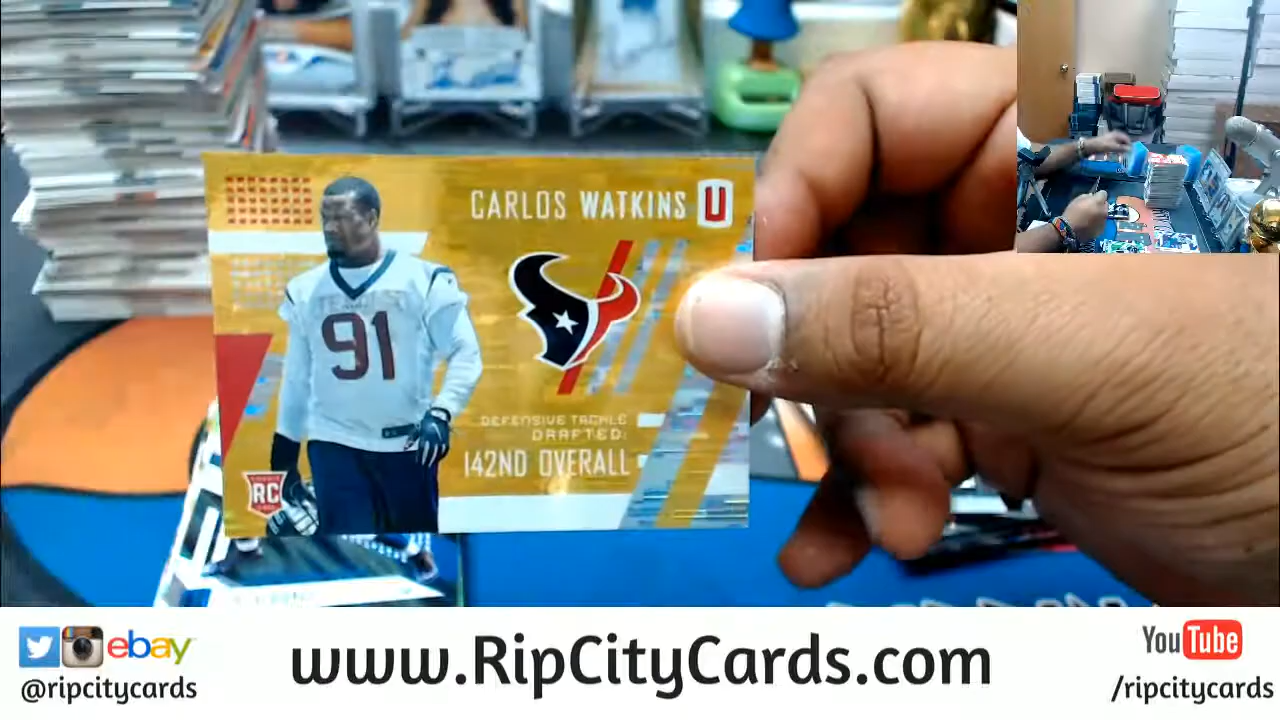 CARLOS WATKINS U
91
DEFENSIVE TACKLE
DRAFTED:
142ND OVERALL
RC
ebay
@ripcitycards
www.RipCityCards.com
YouTube
/ripcitycards